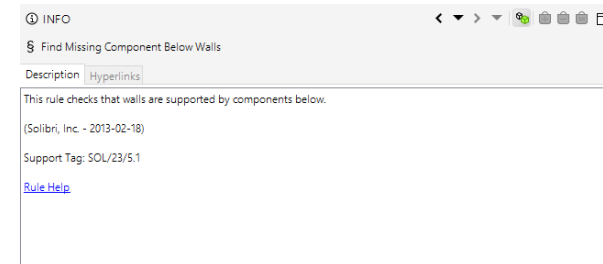 INFO
§ Find Missing Component Below Walls
Description Hyperlinks
This rule checks that walls are supported by components below.
(Solibri, Inc. - 2013-02-18)
Support Tag: SOL/23/5.1
Rule Help